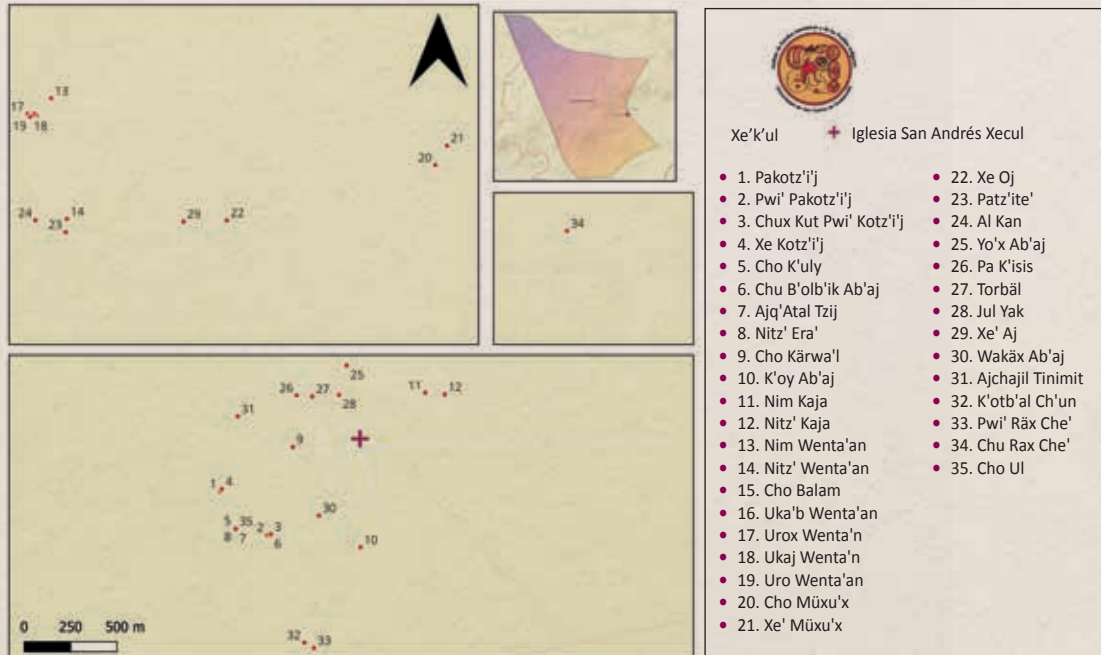 13
17
19 18
21
20
24
14
23
29
22
34
25
26
27
28
11
12
31
9
1
4
30
5
35
2
3
8
7
6
10
32
33
0 250 500 m
Xe'k'ul
Iglesia San Andrés Xecul
1. Pakotz'i'j
2. Pwi' Pakotz'i'j
3. Chux Kut Pwi' Kotz'i'j
4. Xe Kotz'i'j
5. Cho K'uly
6. Chu B'olb'ik Ab'aj
7. Ajq'Atal Tzij
8. Nitz' Era'
9. Cho Kärwa'l
10. K'oy Ab'aj
11. Nim Kaja
12. Nitz' Kaja
13. Nim Wenta'an
14. Nitz' Wenta'an
15. Cho Balam
16. Uka'b Wenta'an
17. Urox Wenta'n
18. Ukaj Wenta'n
19. Uro Wenta'an
20. Cho Müxu'x
21. Xe' Müxu'x
22. Xe Oj
23. Patz'ite'
24. Al Kan
25. Yo'x Ab'aj
26. Pa K'isis
27. Torbäl
28. Jul Yak
29. Xe' Aj
30. Wakäx Ab'aj
31. Ajchajil Tinimit
32. K'otb'al Ch'un
33. Pwi' Räx Che'
34. Chu Rax Che'
35. Cho Ul